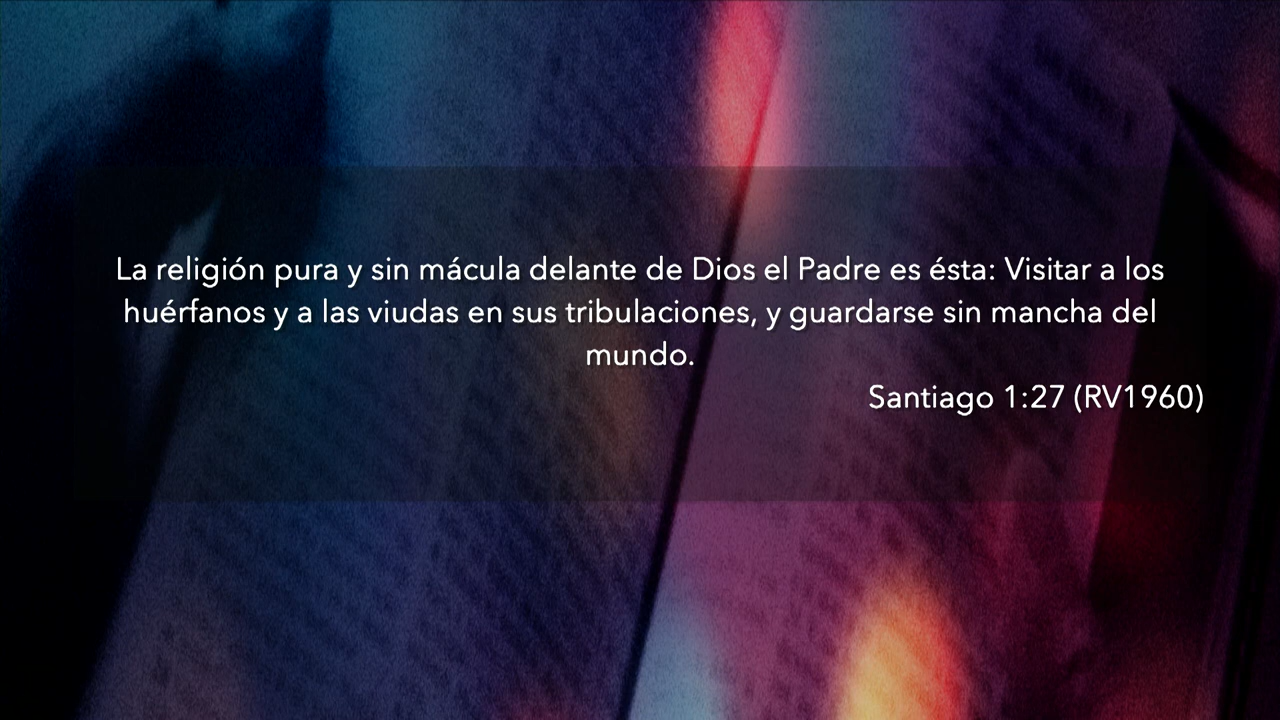 La religión pura y sin mácula delante de Dios el Padre es ésta: Visitar a los
huérfanos y a las viudas en sus tribulaciones, y guardarse sin mancha del
mundo.
Santiago 1:27 (RV1960)